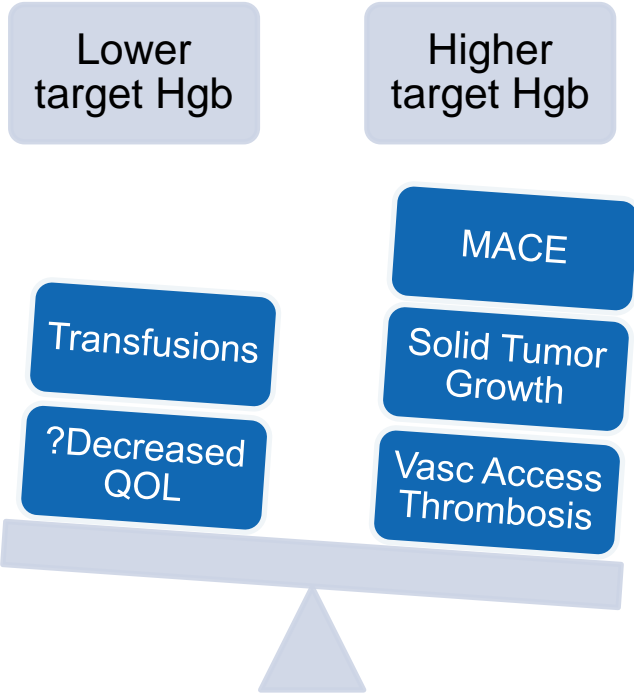 Lower
target Hgb
Higher
target Hgb
Transfusions
?Decreased
QOL
MACE
Solid Tumor
Growth
Vasc Access
Thrombosis